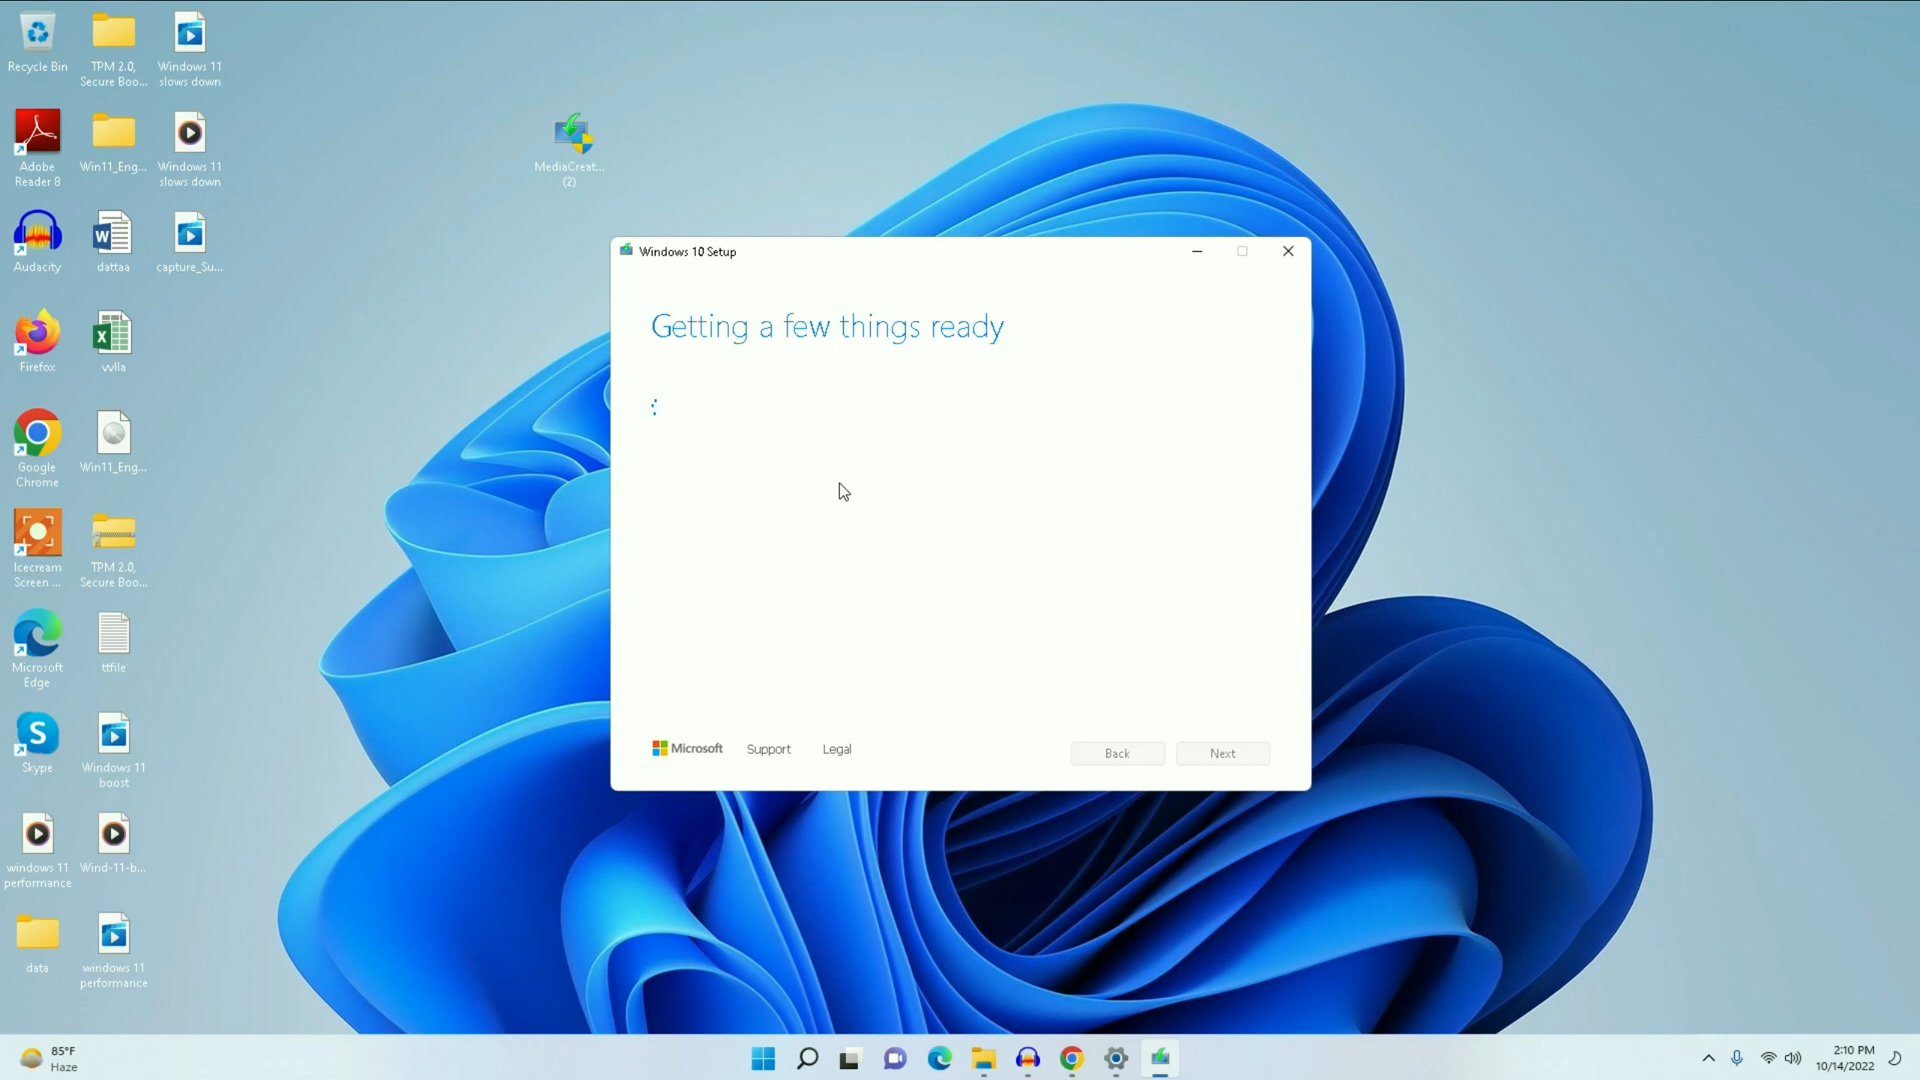 Recycle Bin
TPM 2.0,
Secure Boo...
Windows 11
slows down
Adobe
Reader 8
Win11_Eng...
Windows 11
slows down
MediaCreat...
(2)
Audacity
dattaa
capture_Su...
Firefox
vvlla
Google
Chrome
Win11_Eng...
Icecream
Screen ...
TPM 2.0,
Secure Boo...
Microsoft
Edge
ttfile
Skype
Windows 11
boost
windows 11
performance
Wind-11-b...
data
windows 11
performance
Windows 10 Setup
Getting a few things ready
Microsoft
Support
Legal
Back
Next
85°F
Haze
2:10 PM
10/14/2022